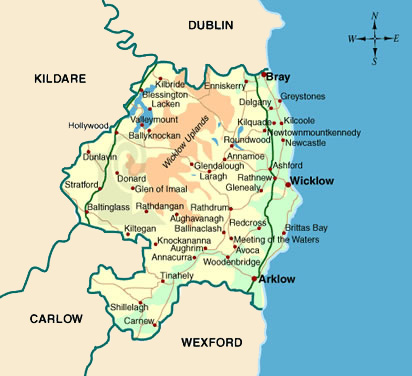 DUBLIN
N
W
E
S
KILDARE
Kilbride
Enniskerry
Bray
Blessington
Lacken
Delgany
Greystones
Valleymount
Kilquade
Kilcoole
Hollywood
Ballyknockan
Newtownmountkennedy
Roundwood
Newcastle
Wicklow Uplands
Dunlavin
Annamoe
Glendalough
Ashford
Laragh
Donard
Rathnew
Wicklow
Stratford
Glen of Imaal
Glenealy
Baltinglass
Rathdangan
Rathdrum
Aughavanagh
Kiltegan
Ballinaclash
Redcross
Brittas Bay
Knockananna
Meeting of the Waters
Aughrim
Avoca
Annacurra
Woodenbridge
Tinahely
Arklow
Shillelagh
CARLOW
Carnew
WEXFORD